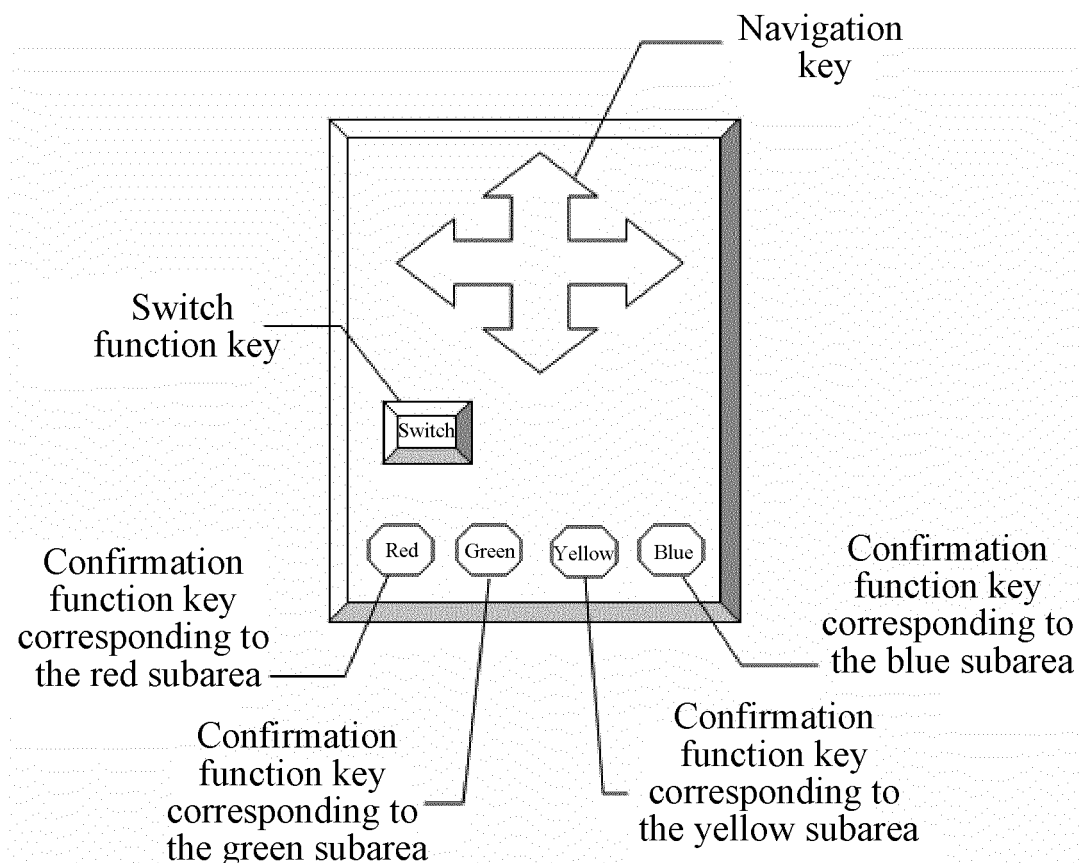 Navigation
key
Switch
function key
Switch
Red
Green
Yellow
Blue
Confirmation
function key
corresponding to
the red subarea
Confirmation
function key
corresponding to
the blue subarea
Confirmation
function key
corresponding to
the green subarea
Confirmation
function key
corresponding to
the yellow subarea